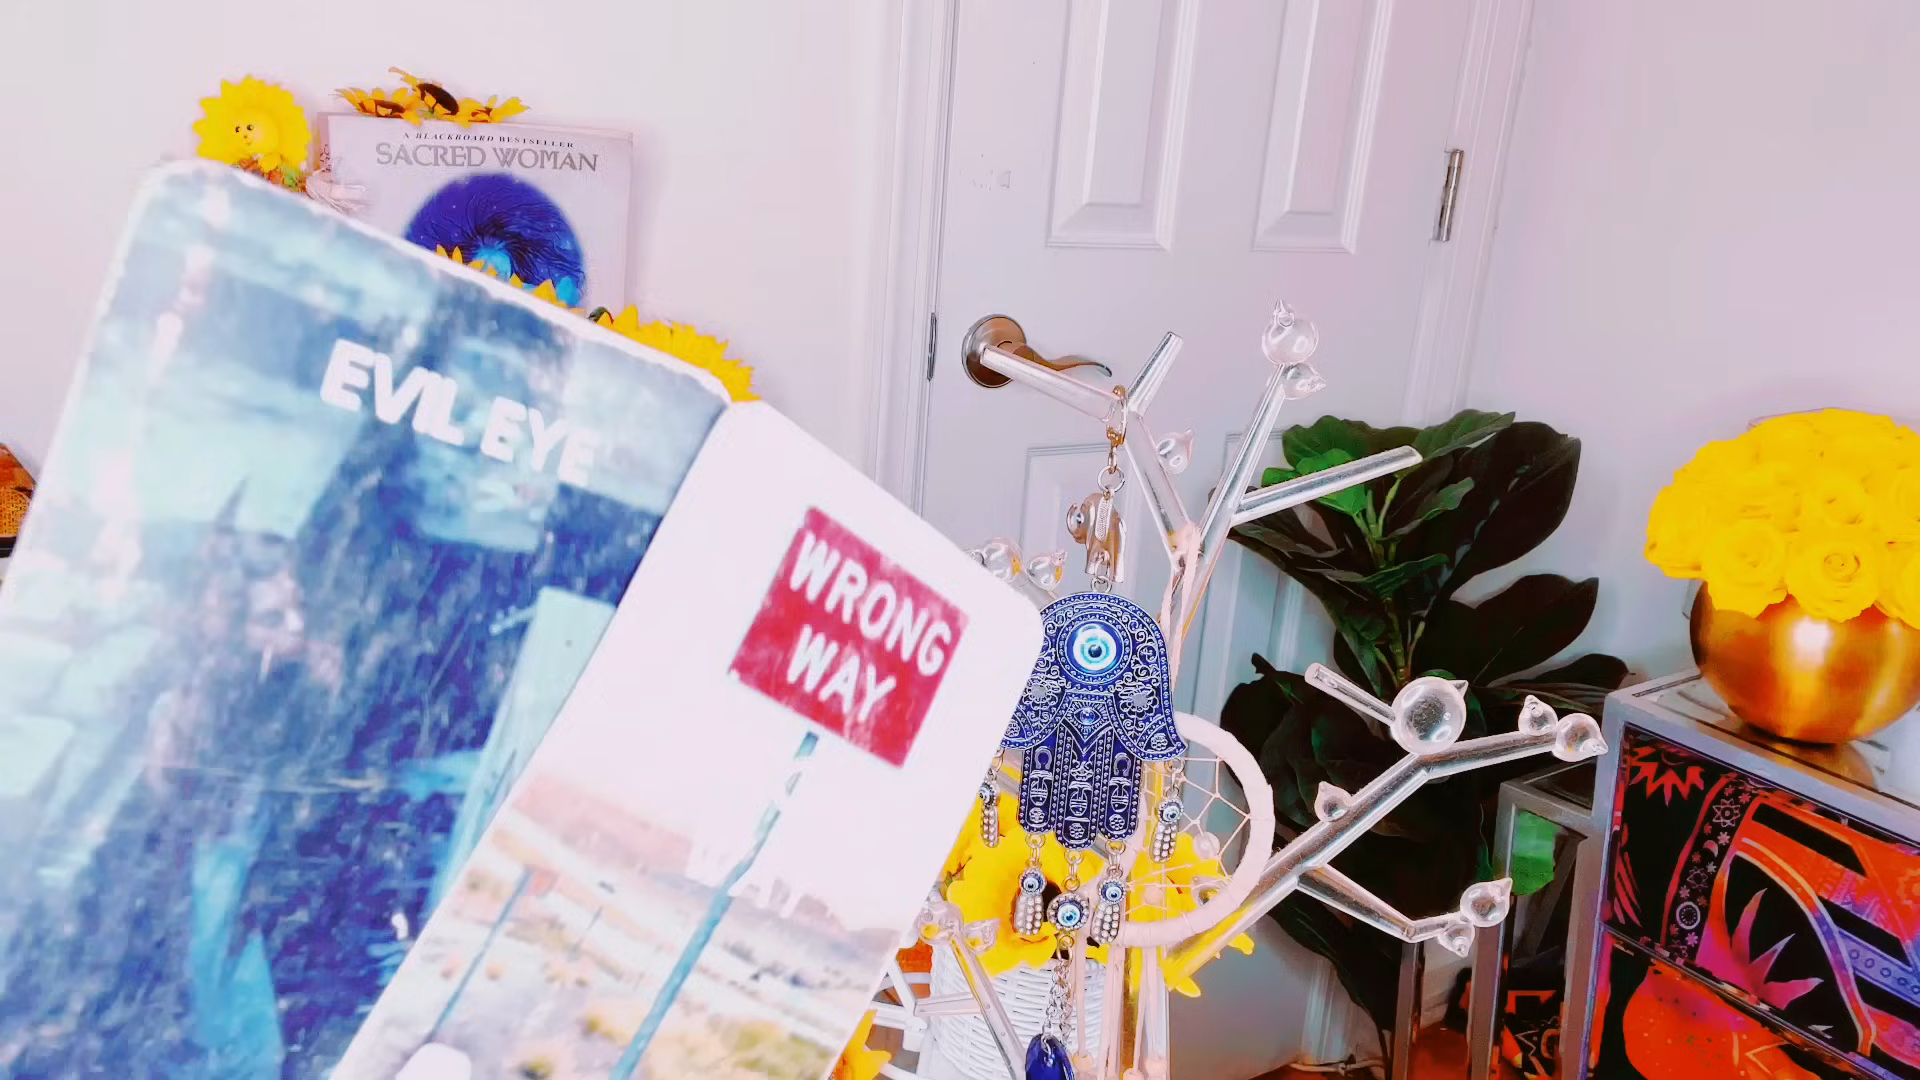 A BLACKBOARD BESTSELLER
SACRED WOMAN
EVIL EYE
WRONG
WAY